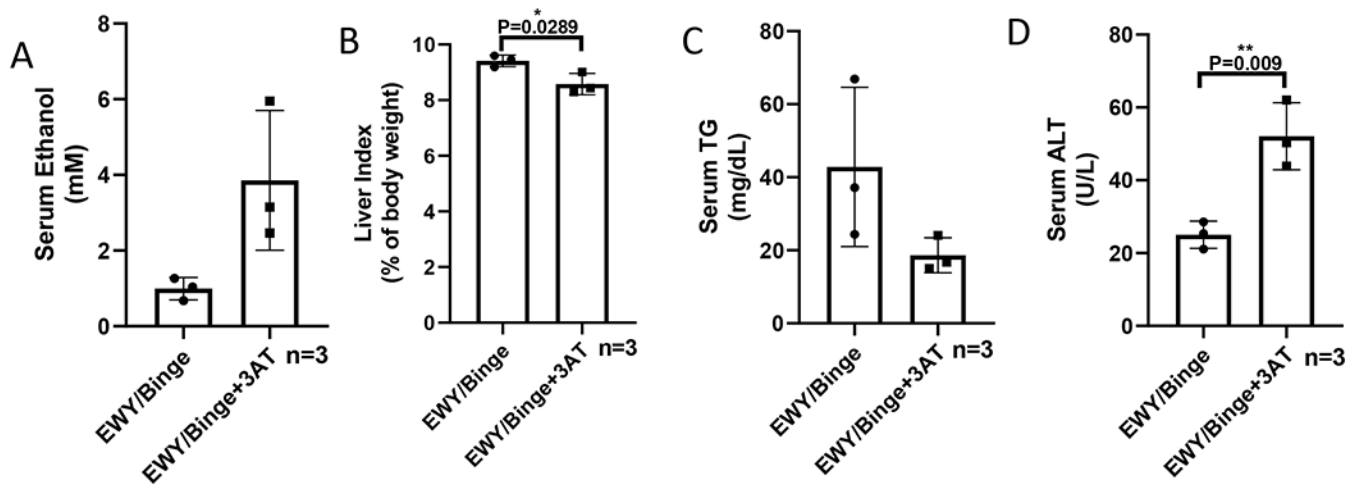 A
Serum Ethanol
(mM)
8
6
4
2
0
EWY/Binge
EWY/Binge+3AT
n=3
B
*
P=0.0289
Liver Index
(% of body weight)
10
8
6
4
2
0
EWY/Binge
EWY/Binge+3AT
n=3
C
Serum TG
(mg/dL)
80
60
40
20
0
EWY/Binge
EWY/Binge+3AT
n=3
D
**
P=0.009
Serum ALT
(U/L)
80
60
40
20
0
EWY/Binge
EWY/Binge+3AT
n=3